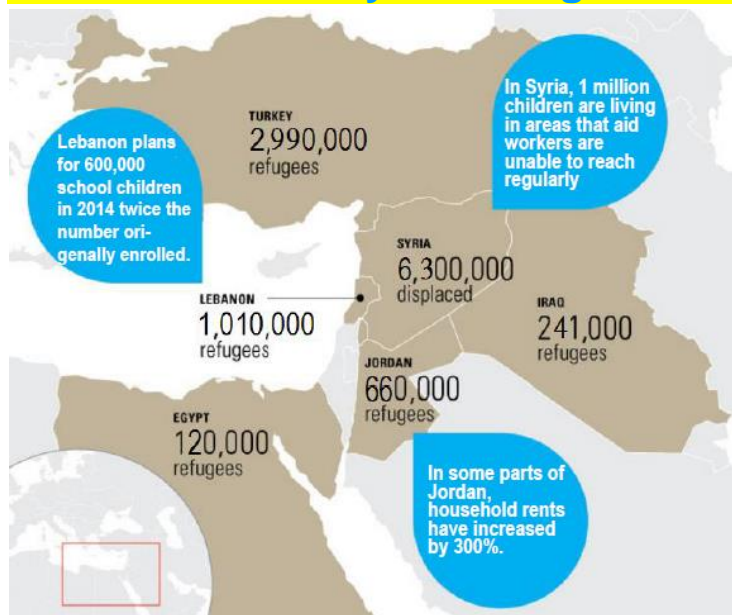 TURKEY
2,990,000
refugees
Lebanon plans
for 600,000
school children
in 2014 twice the
number ori-
genally enrolled.
In Syria, 1 million
children are living
in areas that aid
workers are
unable to reach
regularly
SYRIA
6,300,000
displaced
LEBANON
1,010,000
refugees
IRAQ
241,000
refugees
JORDAN
660,000
refugees
EGYPT
120,000
refugees
In some parts of
Jordan,
household rents
have increased
by 300%.